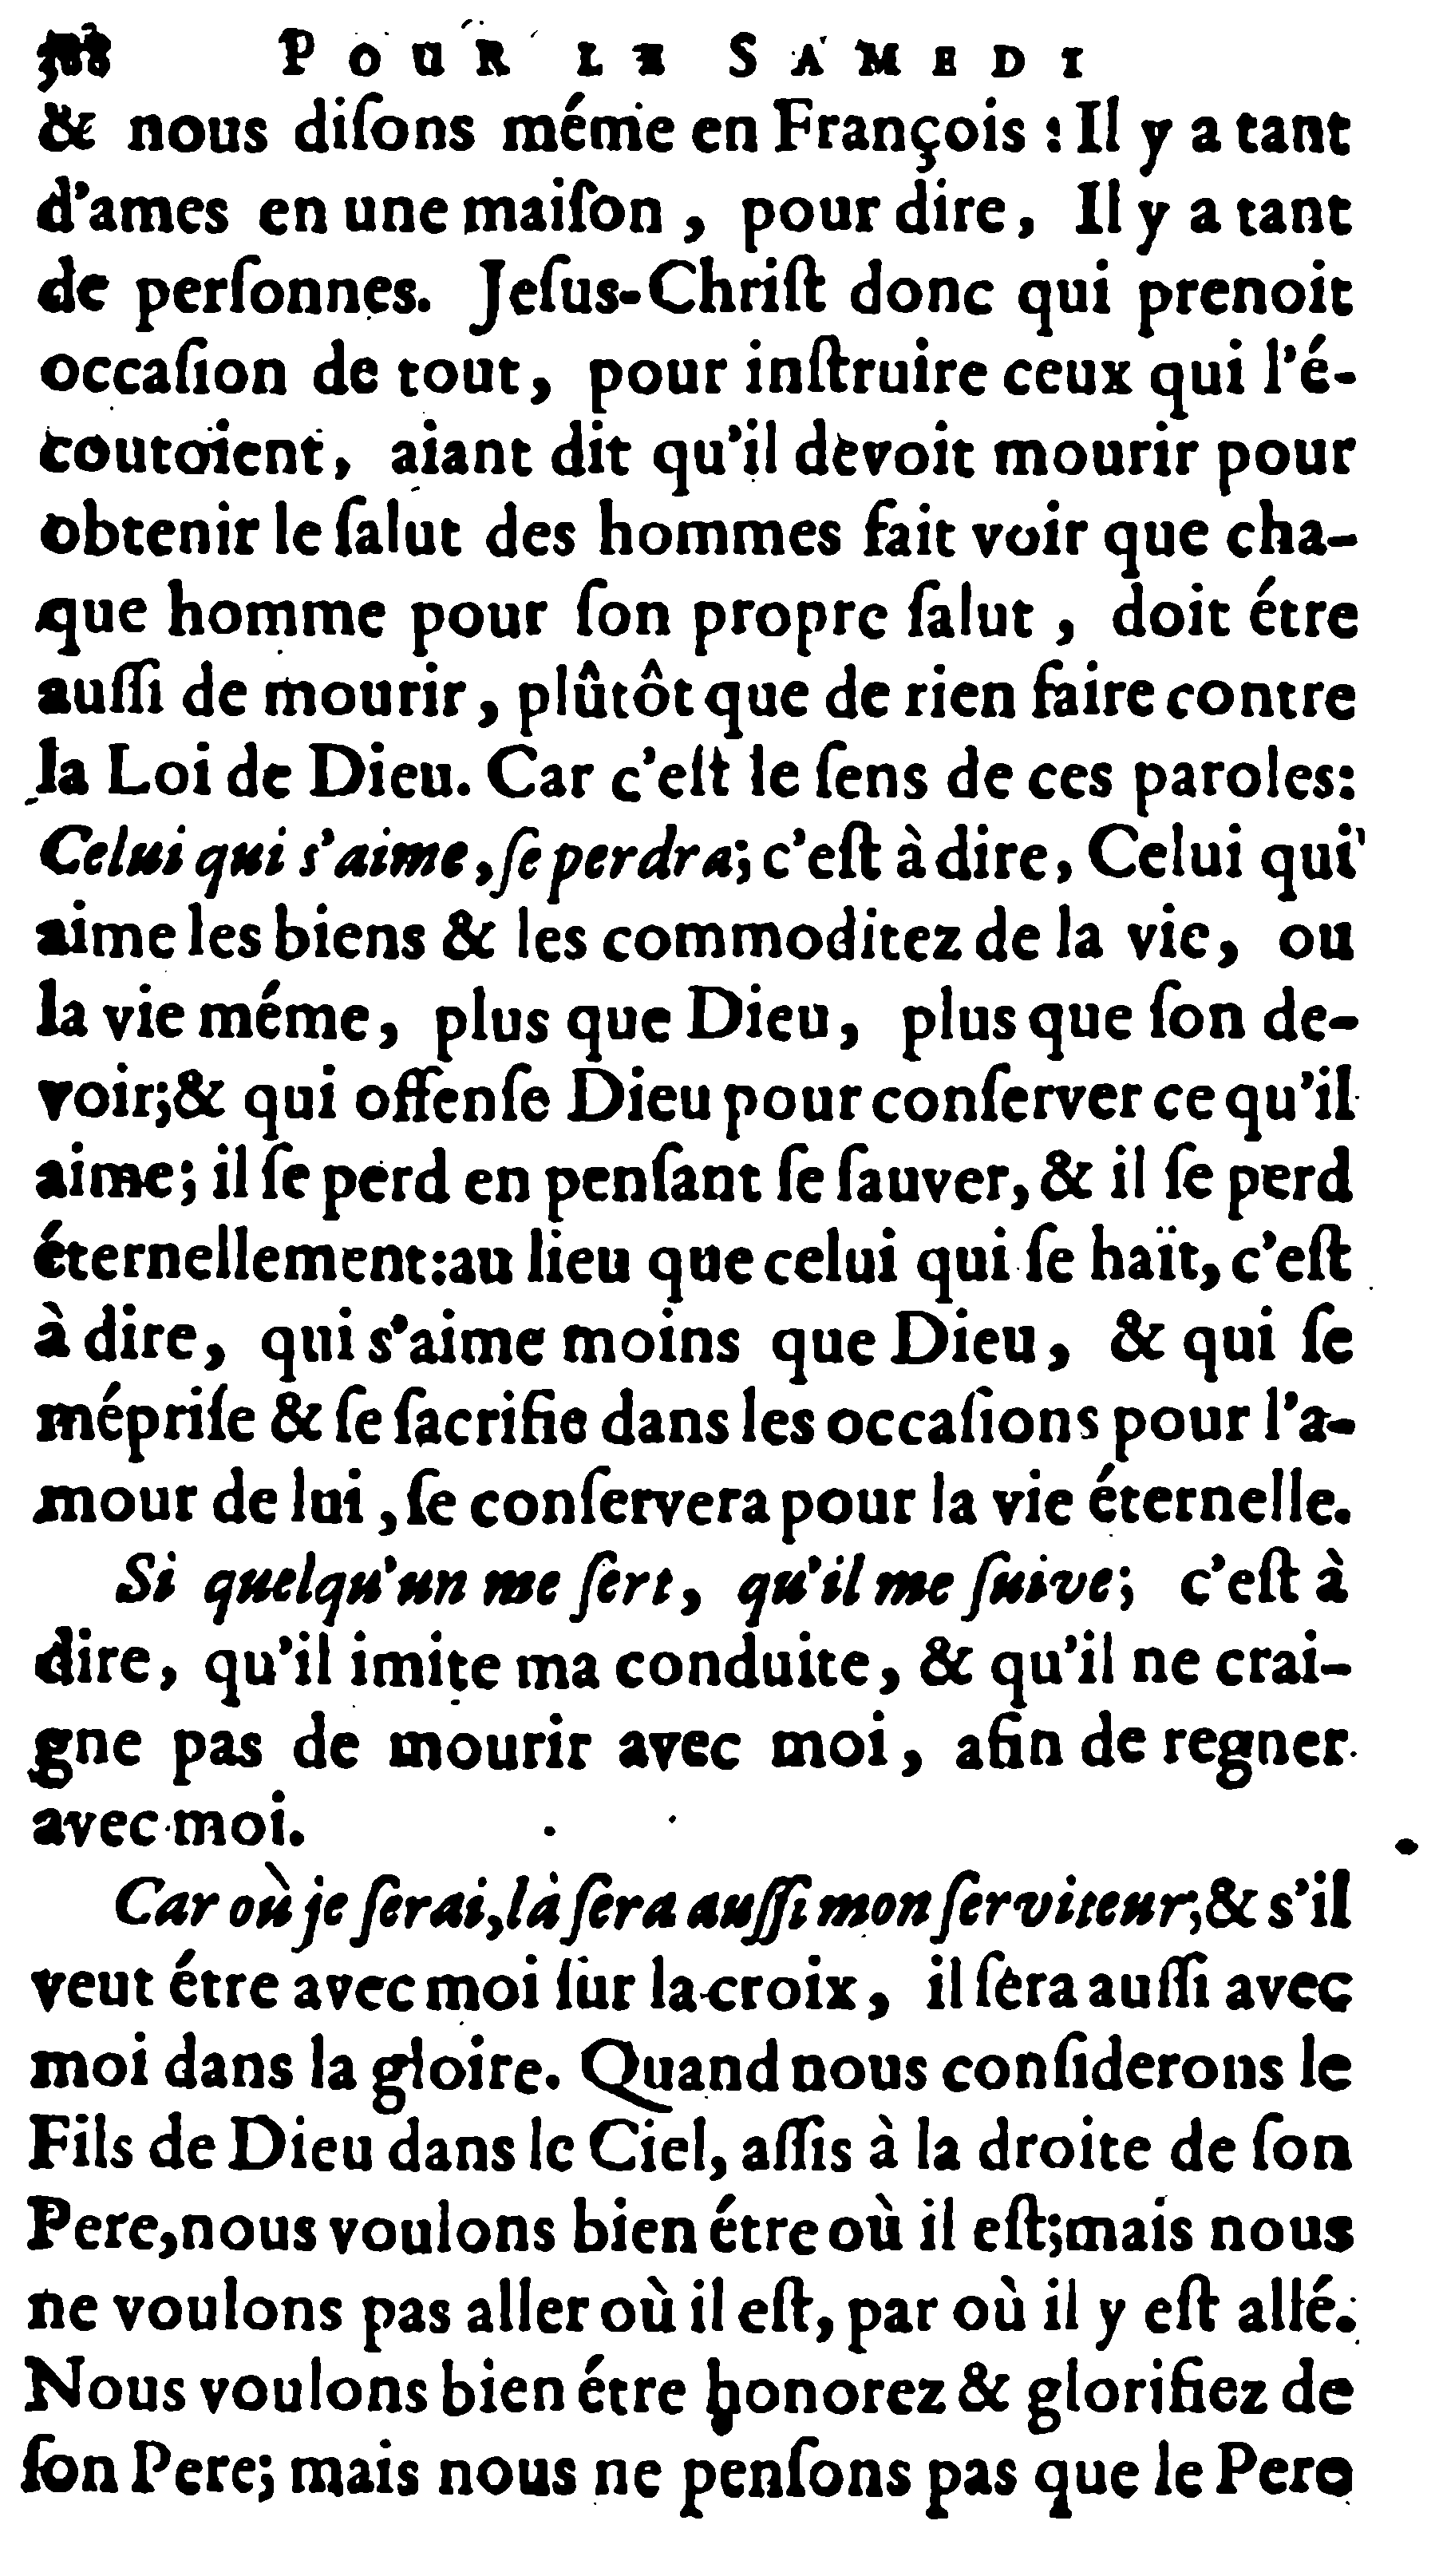 POUR LE SAMEDI
& nous diſons méme en François : Il y a tant
d'ames en une maiſon, pour dire, Il y a tant
de perſonnes. Jeſus-Chriſt donc qui prenoit
occaſion de tout, pour inſtruire ceux qui l'é-
coutoient, aiant dit qu'il devoit mourir pour
obtenir le ſalut des hommes fait voir que cha-
que homme pour ſon propre ſalut, doit étre
auſſi de mourir, plûtôt que de rien faire contre
la Loi de Dieu. Car c'eſt le ſens de ces paroles:
Celui qui s'aime, ſe perdra; c'eſt à dire, Celui qui
aime les biens & les commoditez de la vie, ou
la vie méme, plus que Dieu, plus que ſon de-
voir;& qui offenſe Dieu pour conſerver ce qu'il
aime; il ſe perd en penſant ſe ſauver, & il ſe perd
éternellement:au lieu que celui qui ſe haït, c'eſt
à dire, qui s'aime moins que Dieu, & qui ſe
mépriſe & ſe ſacrifie dans les occaſions pour l'a-
mour de lui, ſe conſervera pour la vie éternelle.
Si quelqu'un me ſert, qu'il me ſuive; c'eſt à
dire, qu'il imite ma conduite, & qu'il ne crai-
gne pas de mourir avec moi, afin de regner
avec moi.
Car où je ſerai, là ſera auſſi mon ſerviteur;& s'il
veut étre avec moi ſur la croix, il ſera auſſi avec
moi dans la gloire. Quand nous conſiderons le
Fils de Dieu dans le Ciel, aſſis à la droite de ſon
Pere,nous voulons bien étre où il eſt;mais nous
ne voulons pas aller où il eſt, par où il y eſt allé.
Nous voulons bien étre honorez & glorifiez de
ſon Pere; mais nous ne penſons pas que le Pere